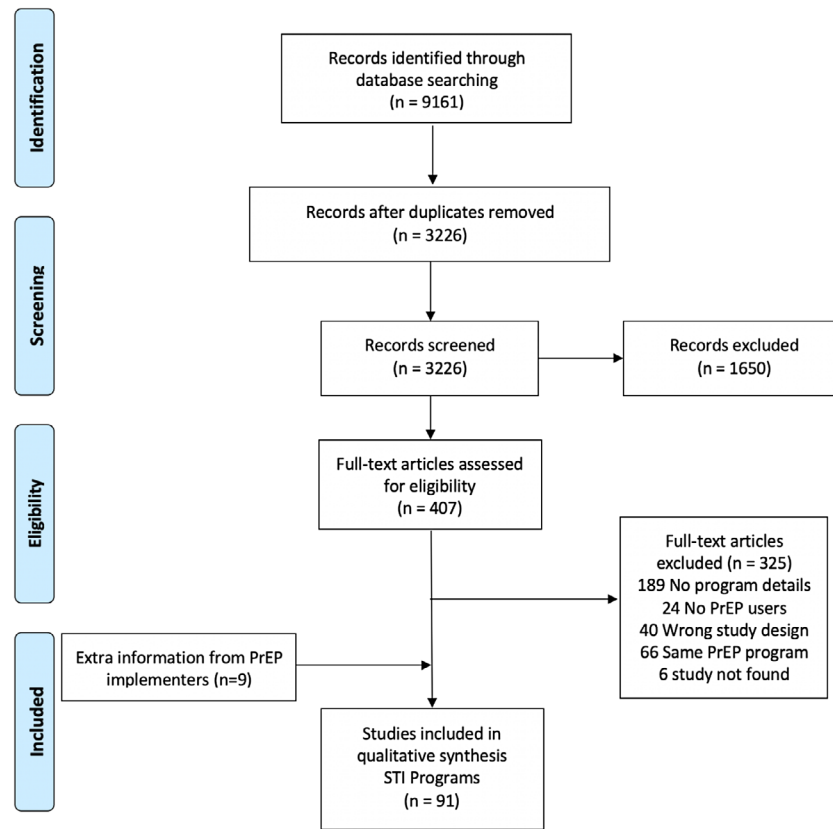 Identification
Records identified through
database searching
(n = 9161)
Records after duplicates removed
(n = 3226)
Screening
Records screened
(n = 3226)
Records excluded
(n = 1650)
Eligibility
Full-text articles assessed
for eligibility
(n = 407)
Full-text articles
excluded (n = 325)
189 No program details
24 No PrEP users
40 Wrong study design
66 Same PrEP program
6 study not found
Included
Extra information from PrEP
implementers (n=9)
Studies included in
qualitative synthesis
STI Programs
(n = 91)